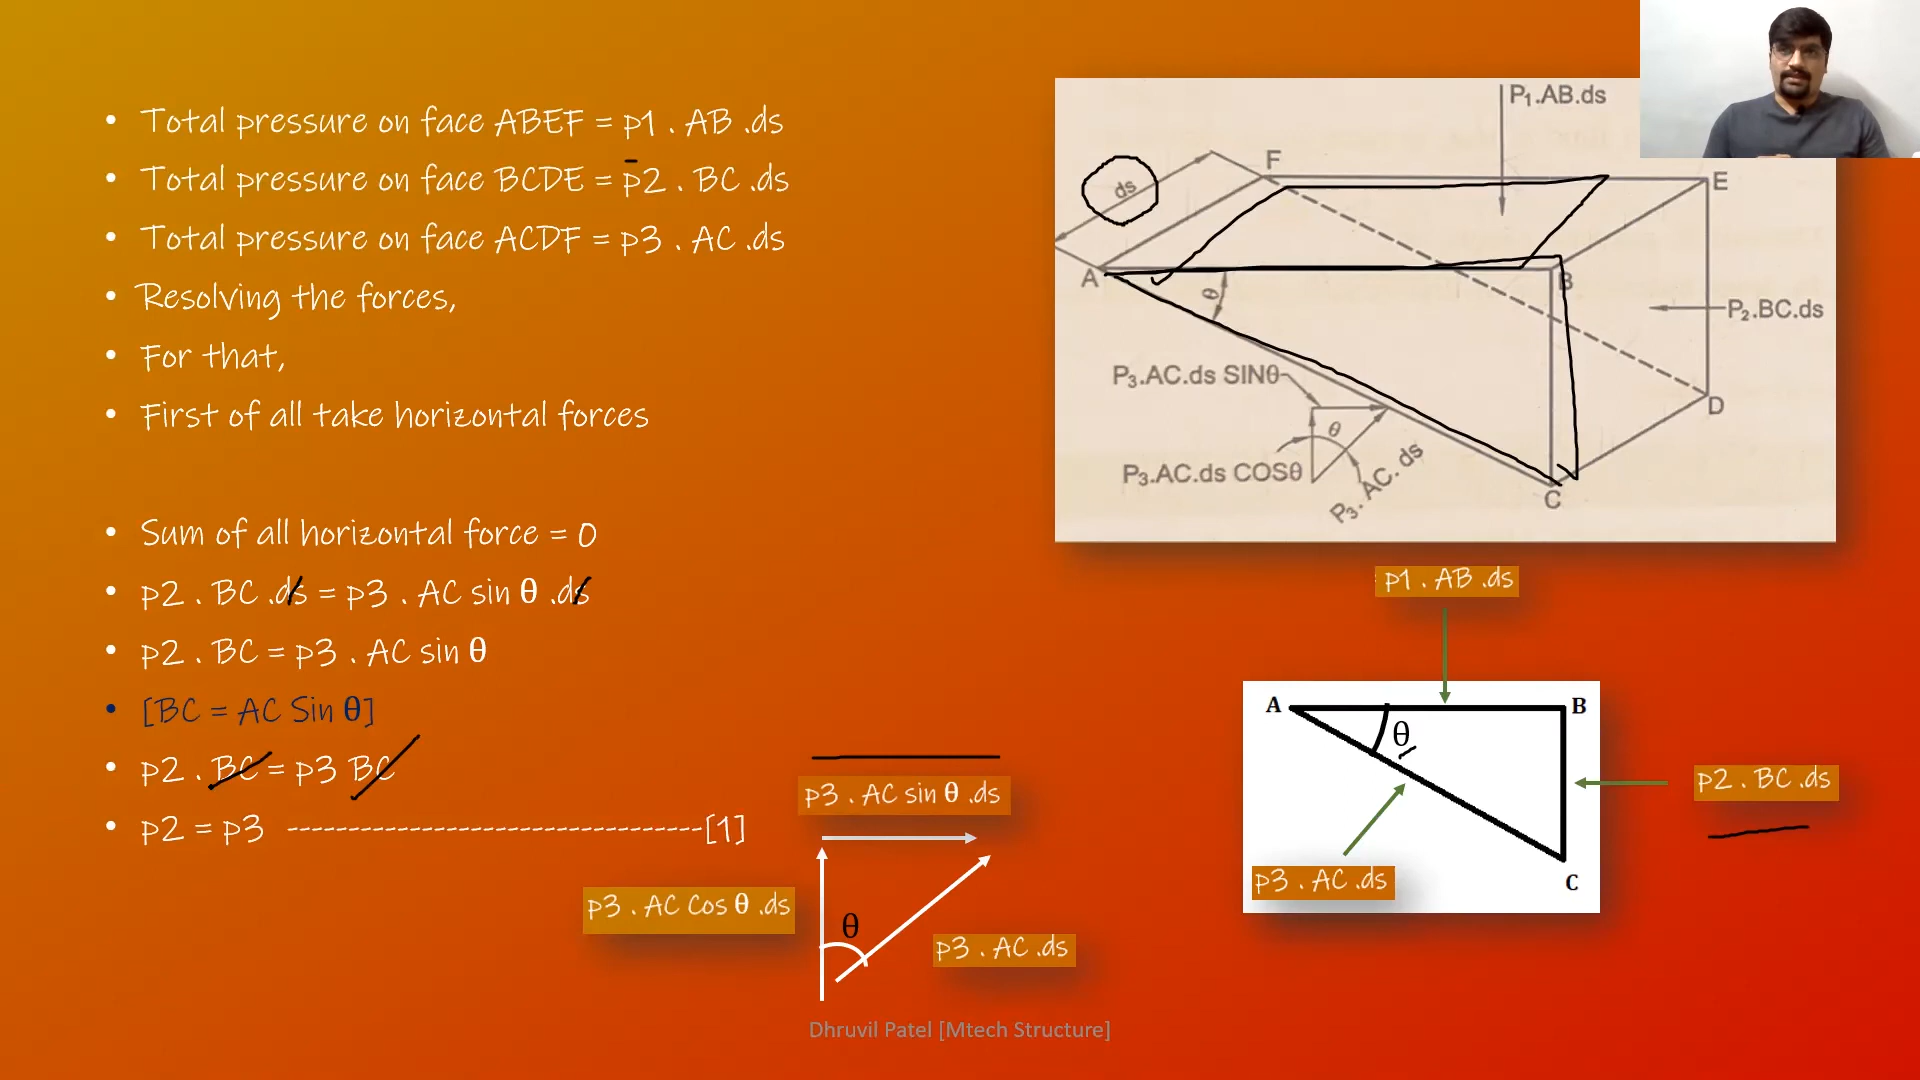 • Total pressure on face ABEF = p1 . AB .ds
• Total pressure on face BCDE = p2 . BC .ds
• Total pressure on face ACDF = p3 . AC .ds
• Resolving the forces,
• For that,
• First of all take horizontal forces
• Sum of all horizontal force = 0
• p2 . BC .ds = p3 . AC sin θ .ds
• p2 . BC = p3 . AC sin θ
• [BC = AC Sin θ]
• p2 . BC = p3 BC
• p2 = p3 ----------------------------------[1]
P₁.AB.ds
F
ds
E
A
B
θ
P₂.BC.ds
P₃.AC.ds SINθ
D
θ
P₃.AC.ds COSθ
P₃.AC.ds
C
p1 . AB .ds
A
B
θ
p2 . BC .ds
p3 . AC .ds
C
p3 . AC sin θ .ds
p3 . AC Cos θ .ds
θ
p3 . AC .ds
Dhruvil Patel [Mtech Structure]